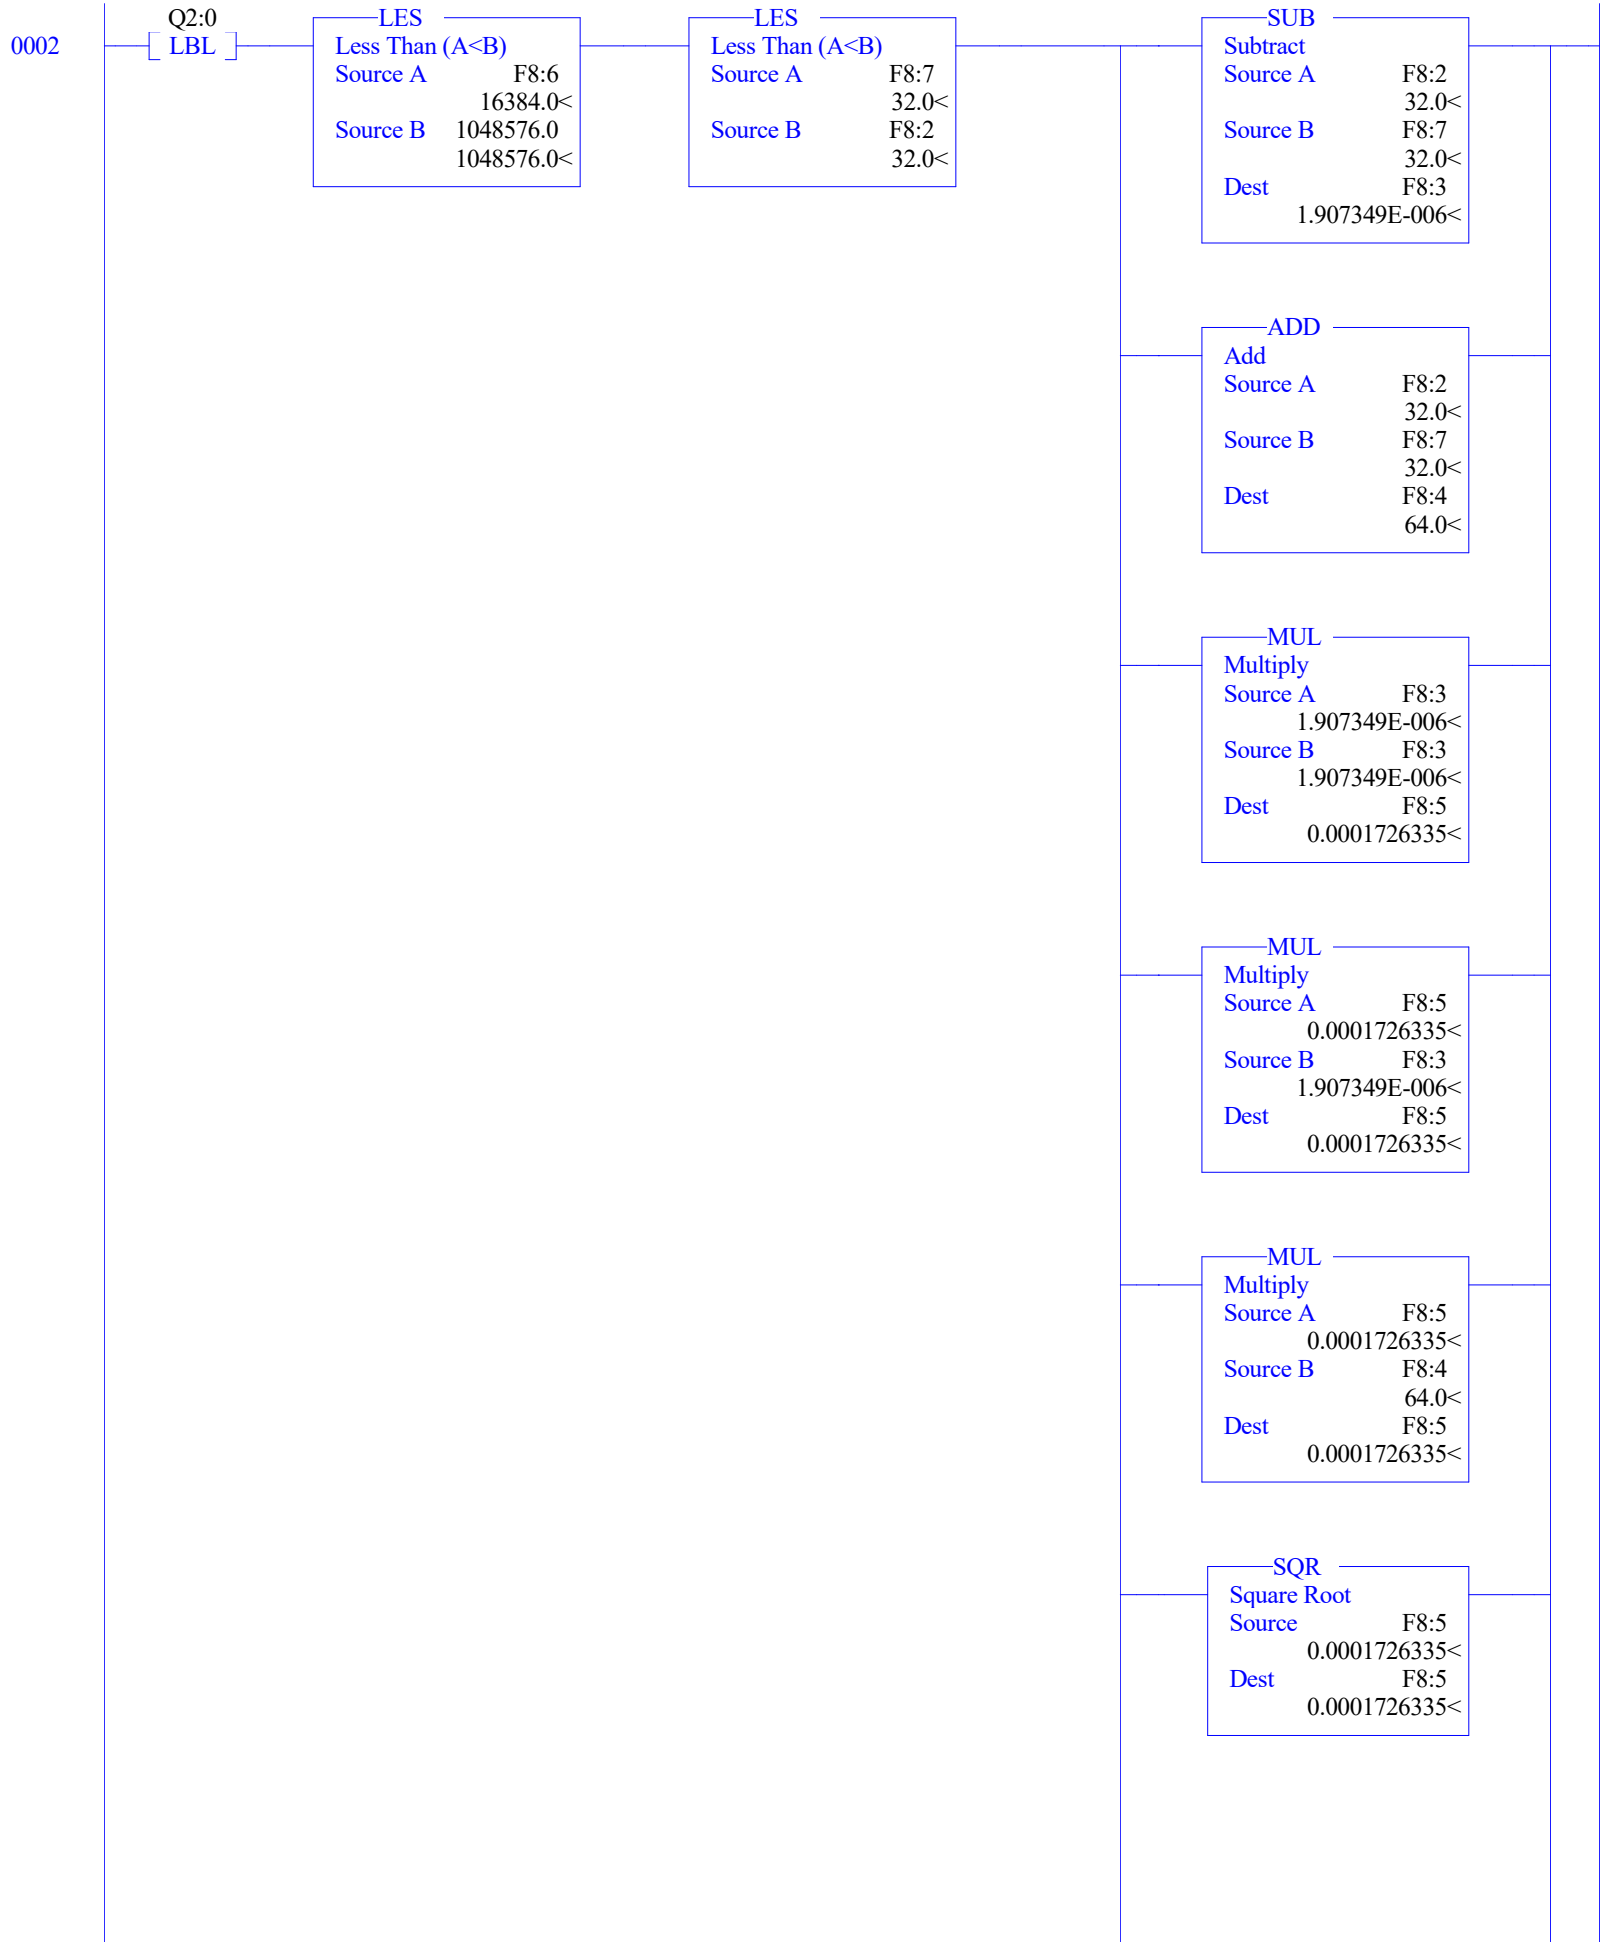 0002
Q2:0
LBL
LES
Less Than (A<B)
Source A F8:6
16384.0<
Source B 1048576.0
1048576.0<
LES
Less Than (A<B)
Source A F8:7
32.0<
Source B F8:2
32.0<
SUB
Subtract
Source A F8:2
32.0<
Source B F8:7
32.0<
Dest F8:3
1.907349E-006<
ADD
Add
Source A F8:2
32.0<
Source B F8:7
32.0<
Dest F8:4
64.0<
MUL
Multiply
Source A F8:3
1.907349E-006<
Source B F8:3
1.907349E-006<
Dest F8:5
0.0001726335<
MUL
Multiply
Source A F8:5
0.0001726335<
Source B F8:3
1.907349E-006<
Dest F8:5
0.0001726335<
MUL
Multiply
Source A F8:5
0.0001726335<
Source B F8:4
64.0<
Dest F8:5
0.0001726335<
SQR
Square Root
Source F8:5
0.0001726335<
Dest F8:5
0.0001726335<